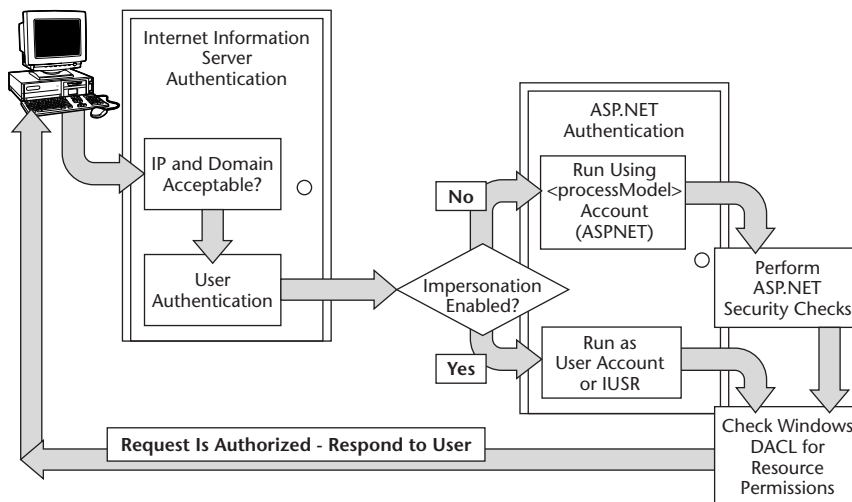 Internet Information
Server
Authentication
IP and Domain
Acceptable?
User
Authentication
Impersonation
Enabled?
No
Yes
ASP.NET
Authentication
Run Using
<processModel>
Account
(ASPNET)
Run as
User Account
or IUSR
Perform
ASP.NET
Security Checks
Check Windows
DACL for
Resource
Permissions
Request Is Authorized - Respond to User